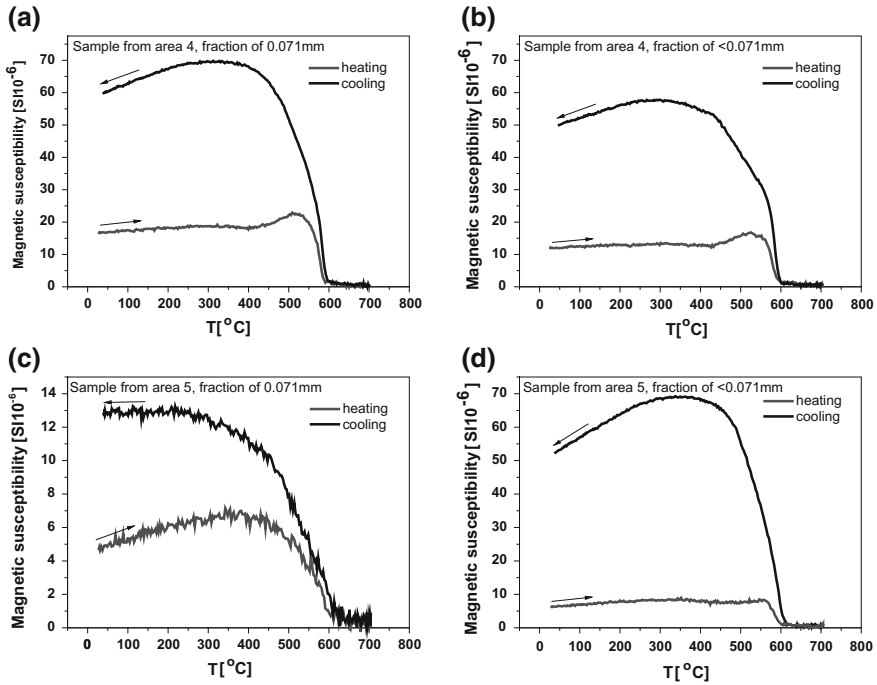 (a)
Sample from area 4, fraction of 0.071mm
heating
cooling
Magnetic susceptibility [SI10-6]
70
60
50
40
30
20
10
0
0 100 200 300 400 500 600 700 800
T[oC]
(b)
Sample from area 4, fraction of <0.071mm
heating
cooling
Magnetic susceptibility [SI10-6]
70
60
50
40
30
20
10
0
0 100 200 300 400 500 600 700 800
T[oC]
(c)
Sample from area 5, fraction of 0.071mm
heating
cooling
Magnetic susceptibility [SI10-6]
14
12
10
8
6
4
2
0
0 100 200 300 400 500 600 700 800
T[oC]
(d)
Sample from area 5, fraction of <0.071mm
heating
cooling
Magnetic susceptibility [SI10-6]
70
60
50
40
30
20
10
0
0 100 200 300 400 500 600 700 800
T[oC]